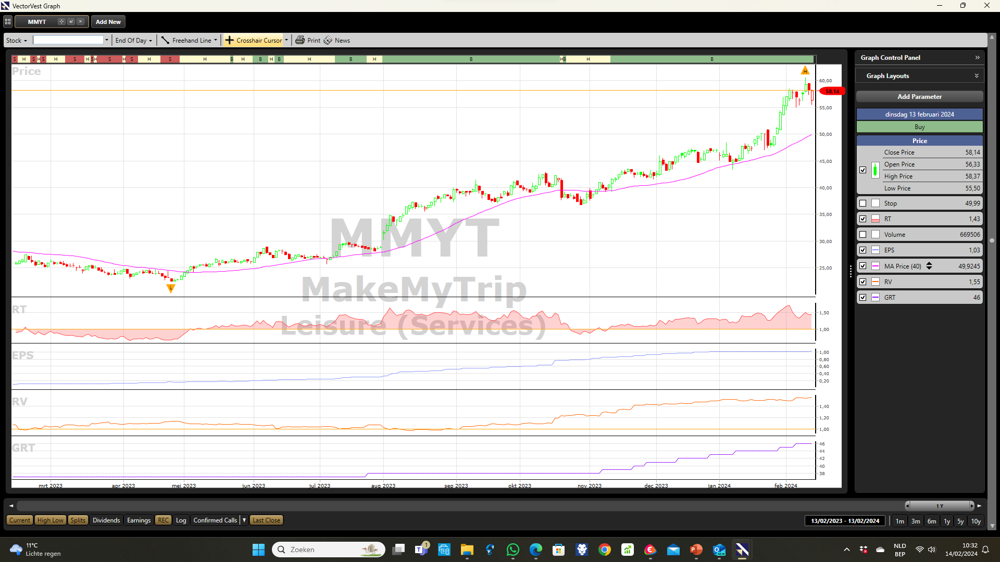 VectorVest Graph
MMYT
Add New
Stock
End Of Day
Freehand Line
Crosshair Cursor
Print
News
S H S H S H S H S H S H S H S H B H B H B H B H B H B H B
Price
H
60,00
58,14
55,00
50,00
45,00
40,00
35,00
30,00
25,00
L
MMYT
MakeMyTrip
Leisure (Services)
RT
1,50
1,00
EPS
1,00
0,80
0,60
0,40
0,20
RV
1,40
1,20
1,00
GRT
46
44
42
40
38
mrt 2023 apr 2023 mei 2023 jun 2023 jul 2023 aug 2023 sep 2023 okt 2023 nov 2023 dec 2023 jan 2024 feb 2024
Graph Control Panel
Graph Layouts
Add Parameter
dinsdag 13 februari 2024
Buy
Price
Close Price 58,14
Open Price 56,33
High Price 58,37
Low Price 55,50
Stop 49,99
RT 1,43
Volume 669506
EPS 1,03
MA Price (40) 49,9245
RV 1,55
GRT 46
1 Y
Current High Low Splits Dividends Earnings REC Log Confirmed Calls Last Close
13/02/2023 - 13/02/2024
1m 3m 6m 1y 5y 10y
11°C
Lichte regen
Zoeken
1
NEW
NLD
BEP
10:32
14/02/2024